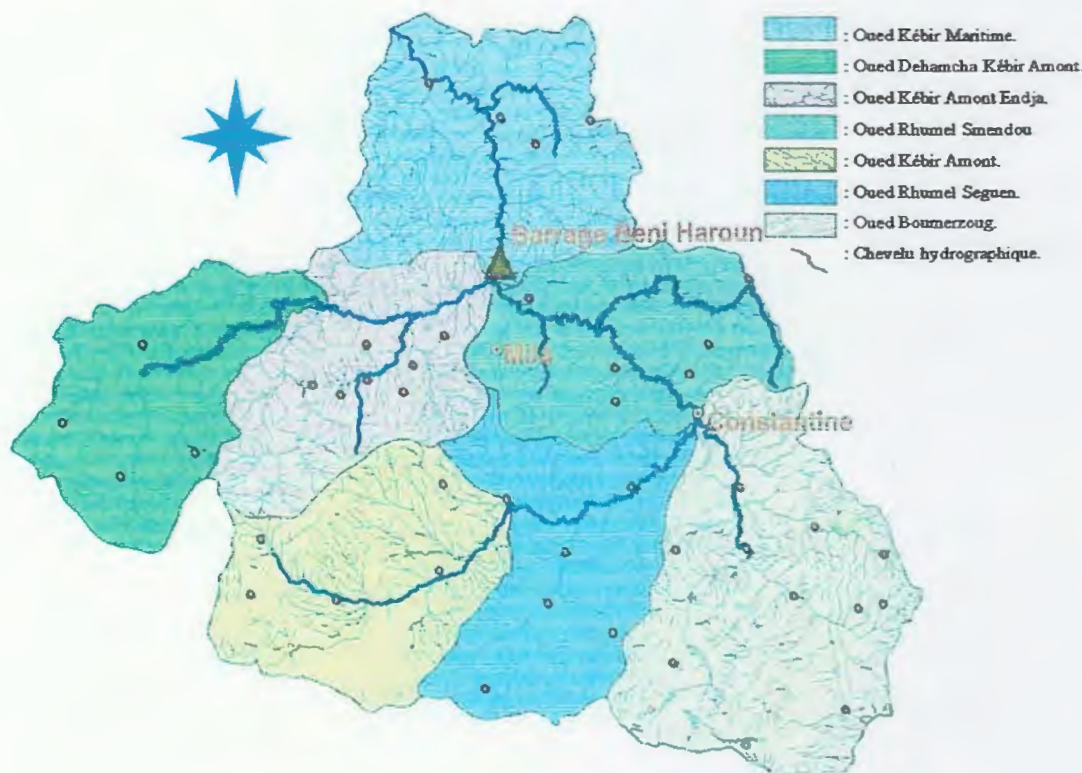 : Oued Kébir Maritime.
: Oued Dehamcha Kébir Amont.
: Oued Kébir Amont Endja.
: Oued Rhumel Smendou
: Oued Kébir Amont.
: Oued Rhumel Seguen.
: Oued Boumerzoug.
: Chevelu hydrographique.
Barrage Beni Haroun
Mila
Constantine